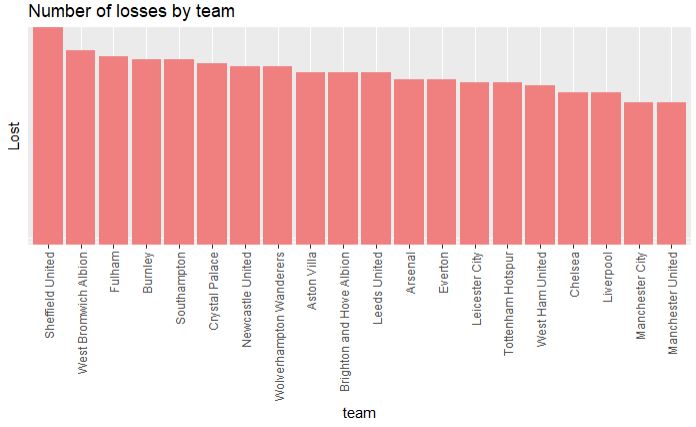 Number of losses by team
Lost
Sheffield United
West Bromwich Albion
Fulham
Burnley
Southampton
Crystal Palace
Newcastle United
Wolverhampton Wanderers
Aston Villa
Brighton and Hove Albion
Leeds United
Arsenal
Everton
Leicester City
Tottenham Hotspur
West Ham United
Chelsea
Liverpool
Manchester City
Manchester United
team